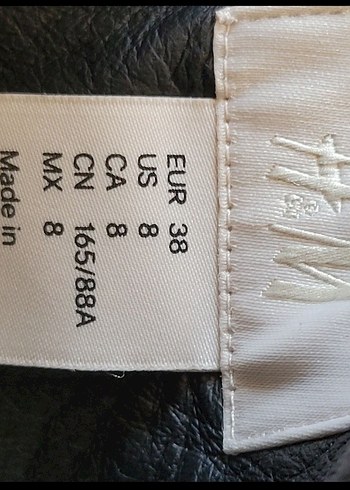 H&M
EUR 38
US 8
CA 8
CN 165/88A
MX 8
Made in